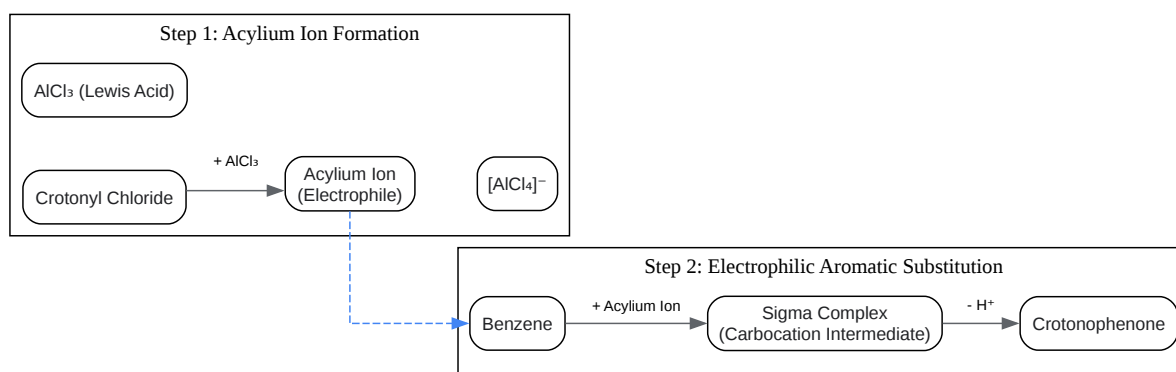 Step 1: Acylium Ion Formation
AlCl₃ (Lewis Acid)
Crotonyl Chloride
+ AlCl₃
Acylium Ion
(Electrophile)
[AlCl₄]⁻
Step 2: Electrophilic Aromatic Substitution
Benzene
+ Acylium Ion
Sigma Complex
(Carbocation Intermediate)
- H⁺
Crotonophenone